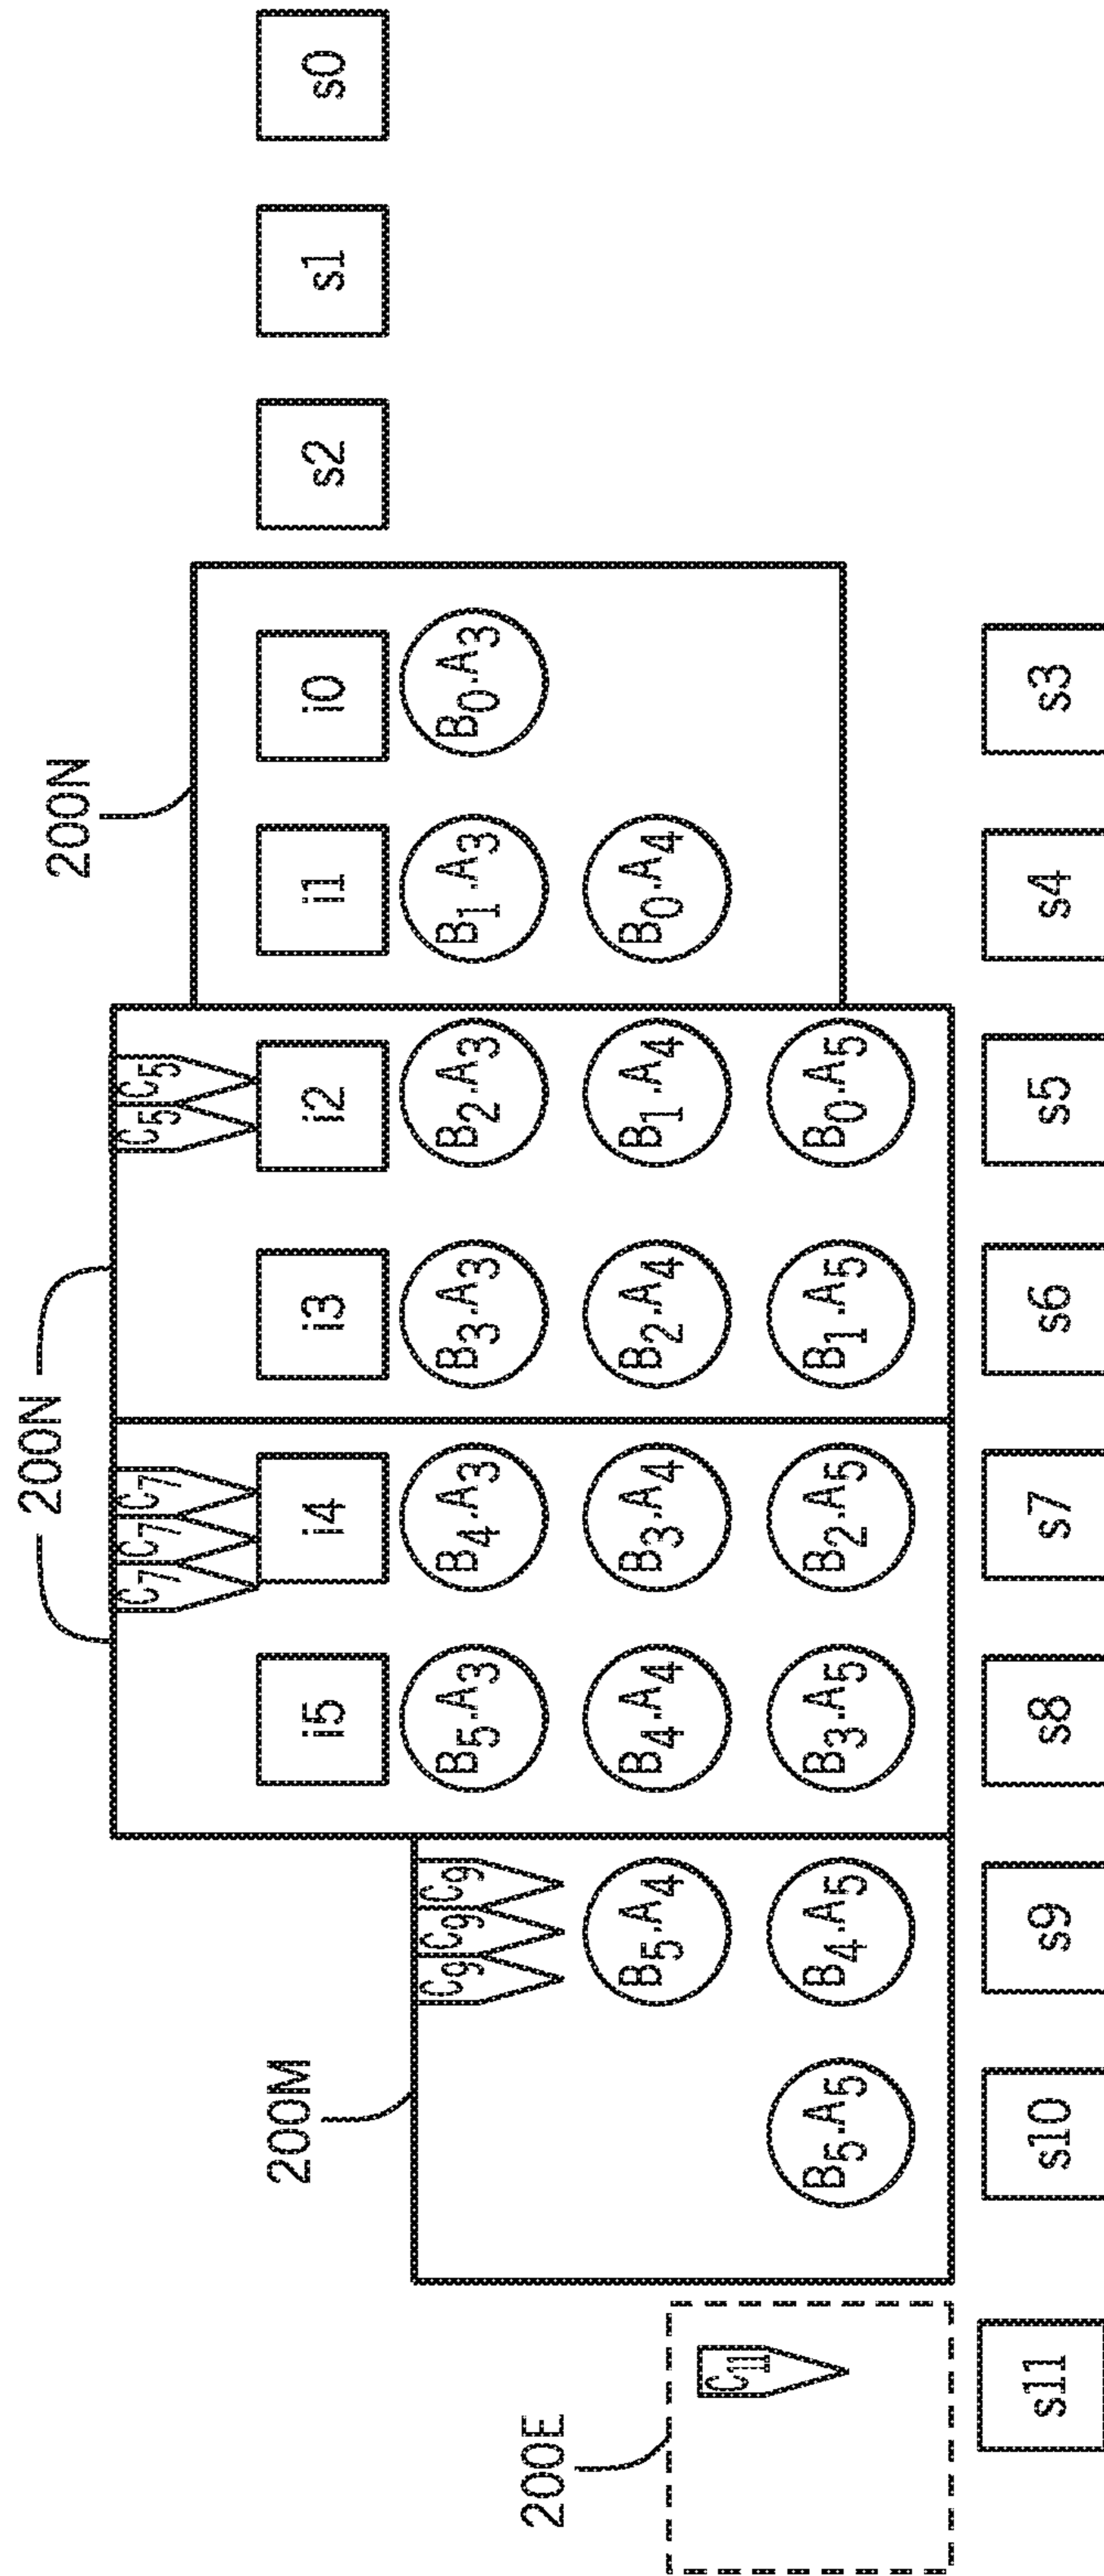 200N
200N
C7 C7 C7 C5 C5
200M
i5 i4 i3 i2 i1 i0 s2 s1 s0
C9 C9 C9 B5·A3 B4·A3 B3·A3 B2·A3 B1·A3 B0·A3
200E
B5·A4 B4·A4 B3·A4 B2·A4 B1·A4 B0·A4
C11
B5·A5 B4·A5 B3·A5 B2·A5 B1·A5 B0·A5
s11 s10 s9 s8 s7 s6 s5 s4 s3